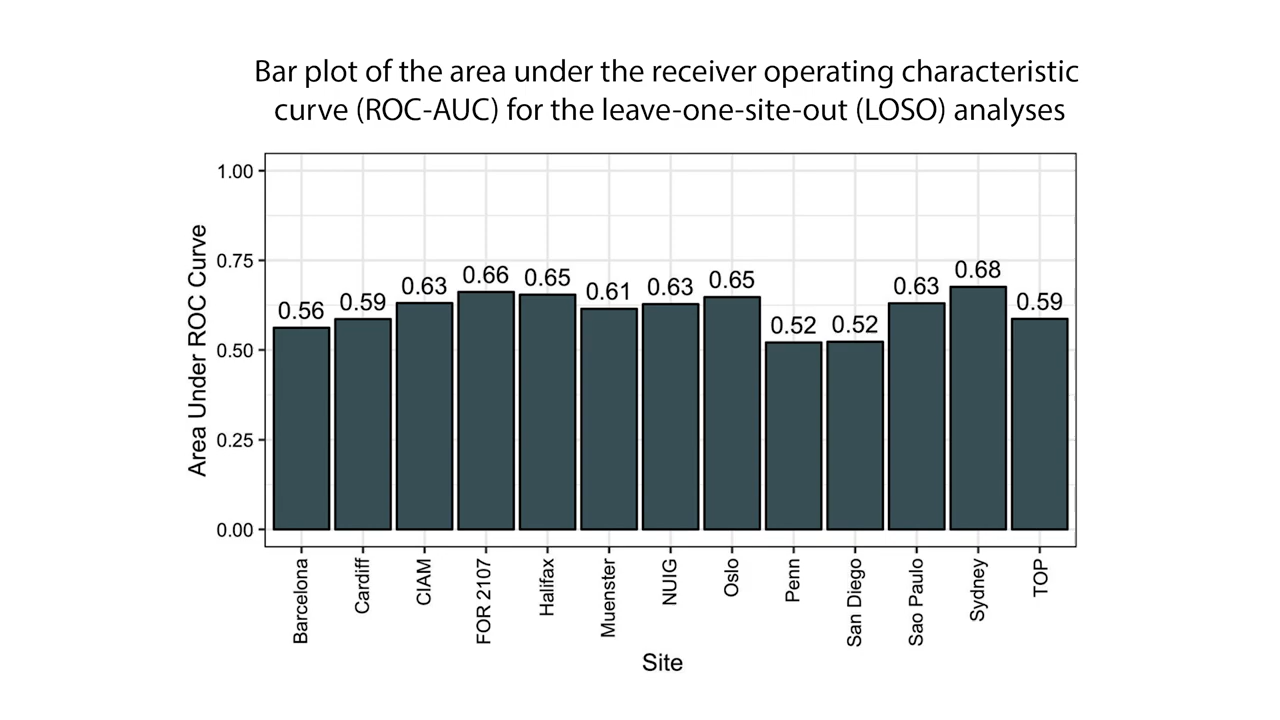 Bar plot of the area under the receiver operating characteristic
curve (ROC-AUC) for the leave-one-site-out (LOSO) analyses
Area Under ROC Curve
1.00
0.75
0.50
0.25
0.00
0.56
0.59
0.63
0.66
0.65
0.61
0.63
0.65
0.52
0.52
0.63
0.68
0.59
Barcelona
Cardiff
CIAM
FOR 2107
Halifax
Muenster
NUIG
Oslo
Penn
San Diego
Sao Paulo
Sydney
TOP
Site